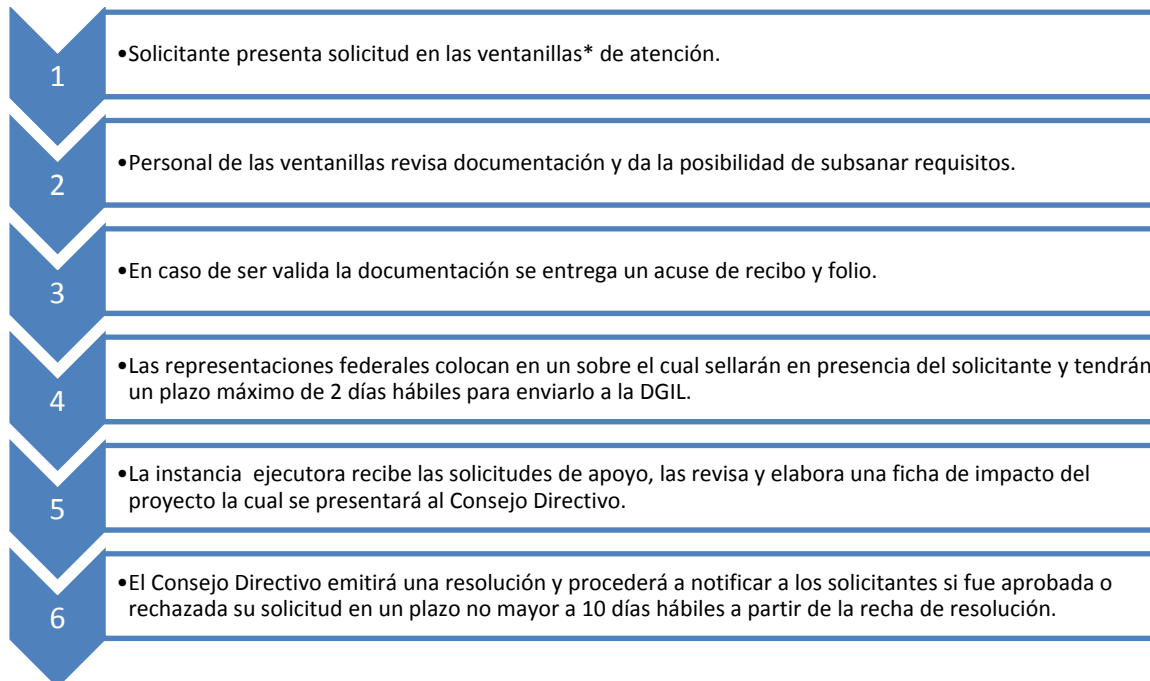 1
•Solicitante presenta solicitud en las ventanillas* de atención.
2
•Personal de las ventanillas revisa documentación y da la posibilidad de subsanar requisitos.
3
•En caso de ser valida la documentación se entrega un acuse de recibo y folio.
4
•Las representaciones federales colocan en un sobre el cual sellarán en presencia del solicitante y tendrán
un plazo máximo de 2 días hábiles para enviarlo a la DGIL.
5
•La instancia ejecutora recibe las solicitudes de apoyo, las revisa y elabora una ficha de impacto del
proyecto la cual se presentará al Consejo Directivo.
6
•El Consejo Directivo emitirá una resolución y procederá a notificar a los solicitantes si fue aprobada o
rechazada su solicitud en un plazo no mayor a 10 días hábiles a partir de la recha de resolución.